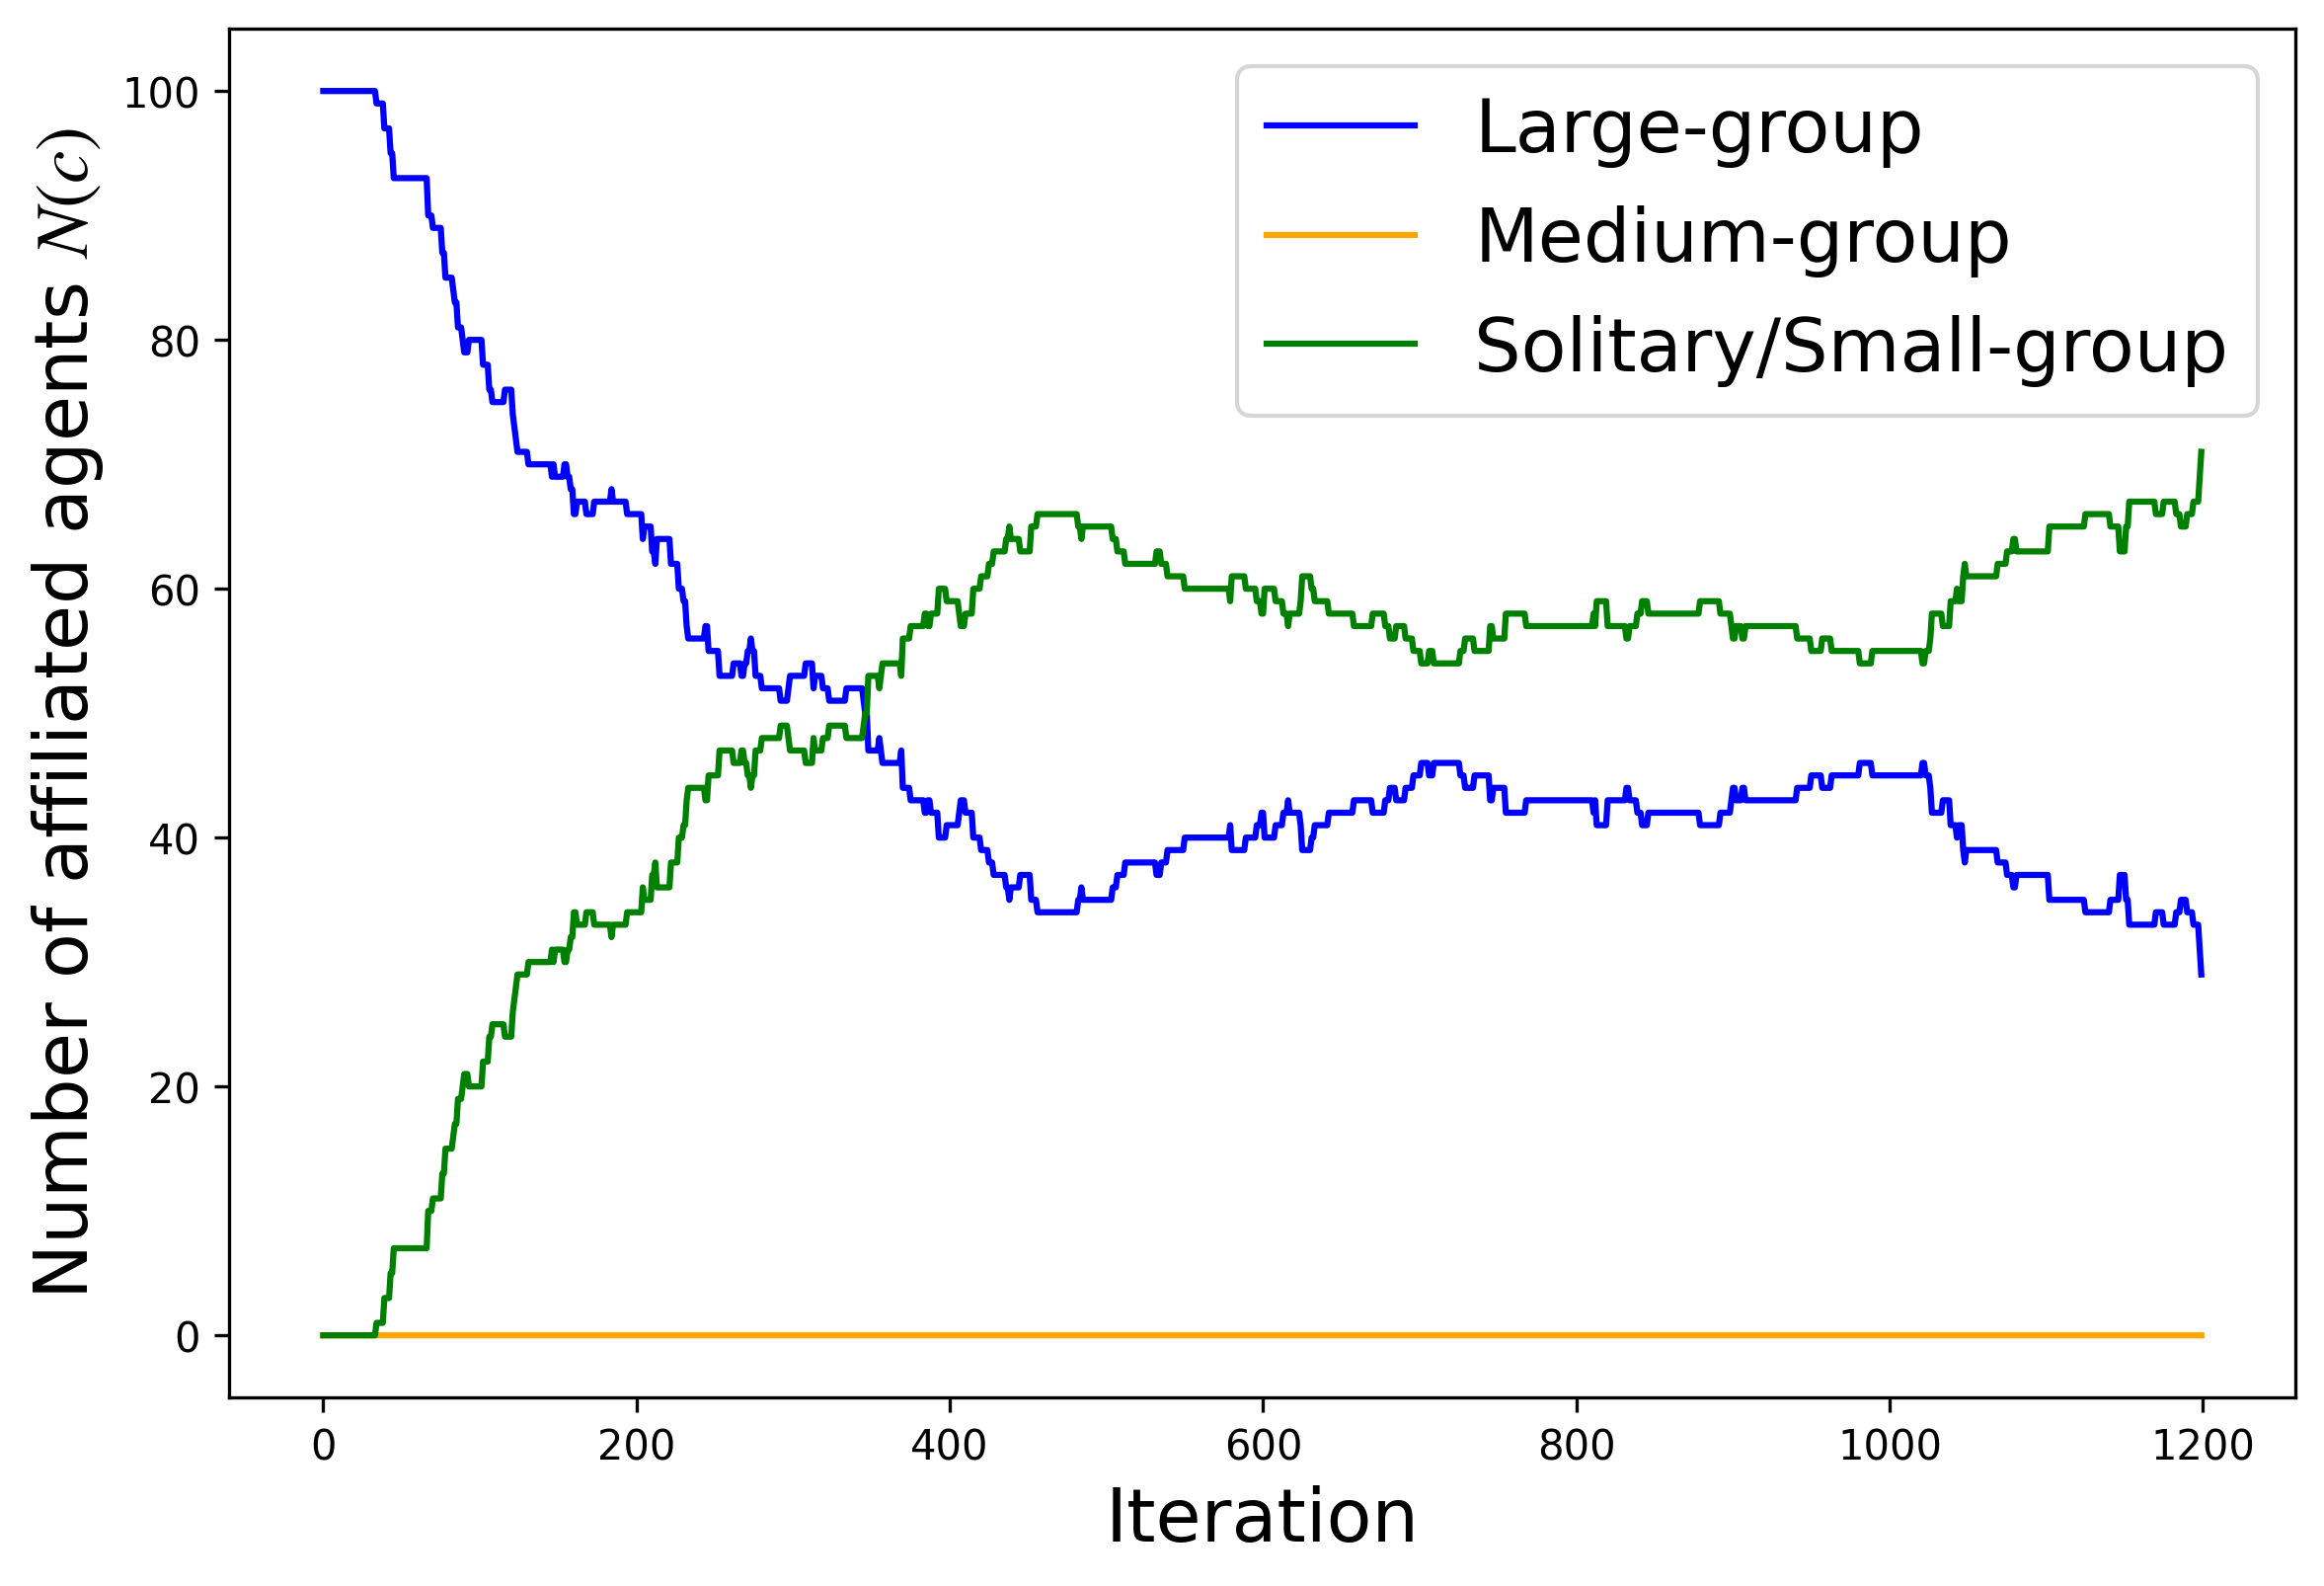 Number of affiliated agents N(c)
100
80
60
40
20
0
Large-group
Medium-group
Solitary/Small-group
0 200 400 600 800 1000 1200
Iteration